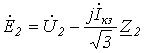 Ė₂ = U̇₂ − jİкз/√3 Z₂